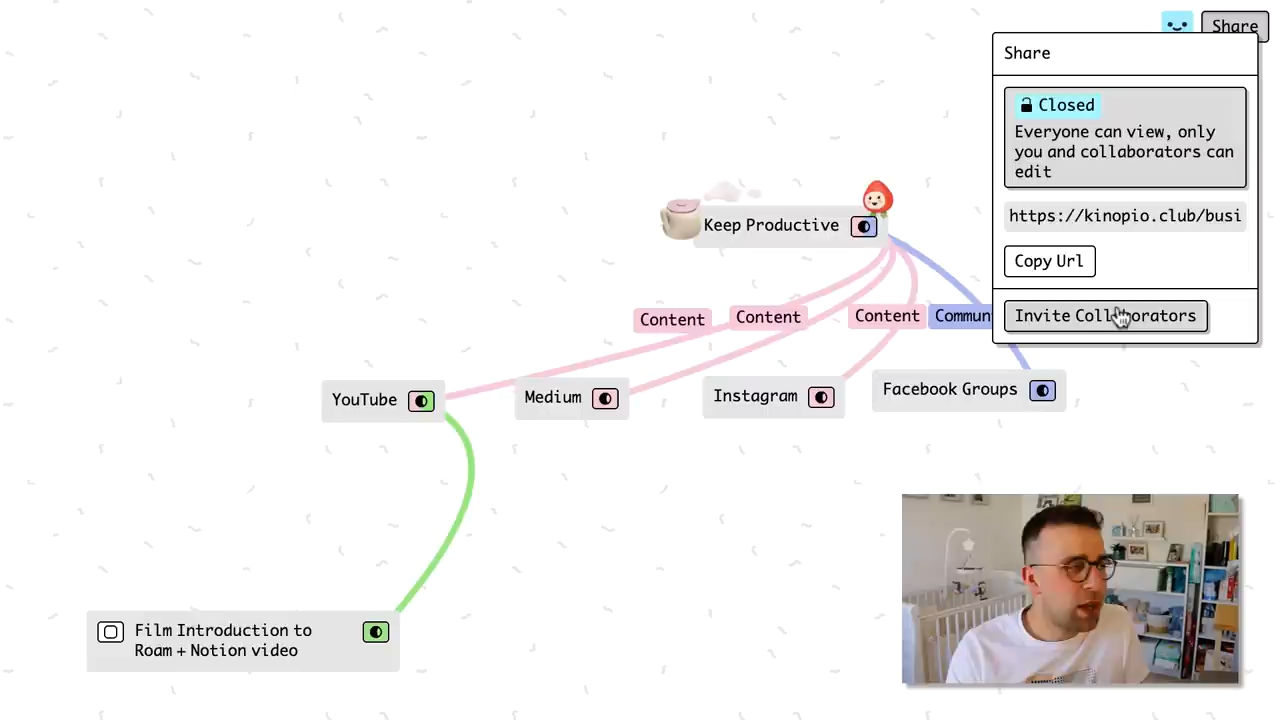 Share
Share
Closed
Everyone can view, only
you and collaborators can
edit
https://kinopio.club/busi
Copy Url
Invite Collaborators
Keep Productive
Content
Content
Content
Commun
YouTube
Medium
Instagram
Facebook Groups
Film Introduction to
Roam + Notion video